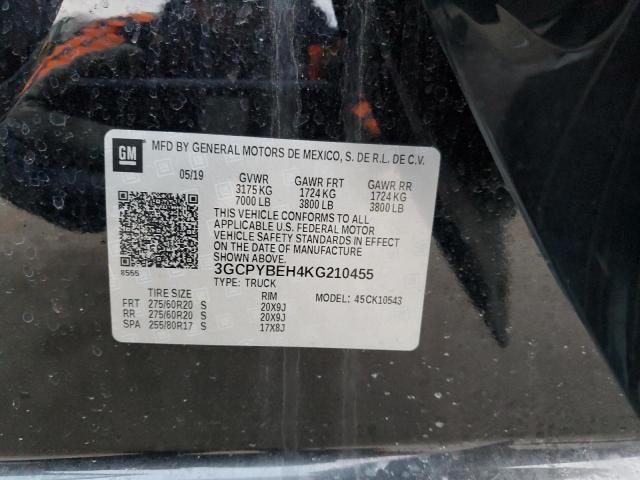 GM MFD BY GENERAL MOTORS DE MEXICO, S. DE R.L. DE C.V.
05/19 GVWR GAWR FRT GAWR RR
3175 KG 1724 KG 1724 KG
7000 LB 3800 LB 3800 LB
THIS VEHICLE CONFORMS TO ALL
APPLICABLE U.S. FEDERAL MOTOR
VEHICLE SAFETY STANDARDS IN EFFECT
ON THE DATE OF MANUFACTURE
SHOWN ABOVE.
8555 3GCPYBEH4KG210455
TYPE: TRUCK
TIRE SIZE RIM MODEL: 45CK10543
FRT 275/60R20 S 20X9J
RR 275/60R20 S 20X9J
SPA 255/80R17 S 17X8J